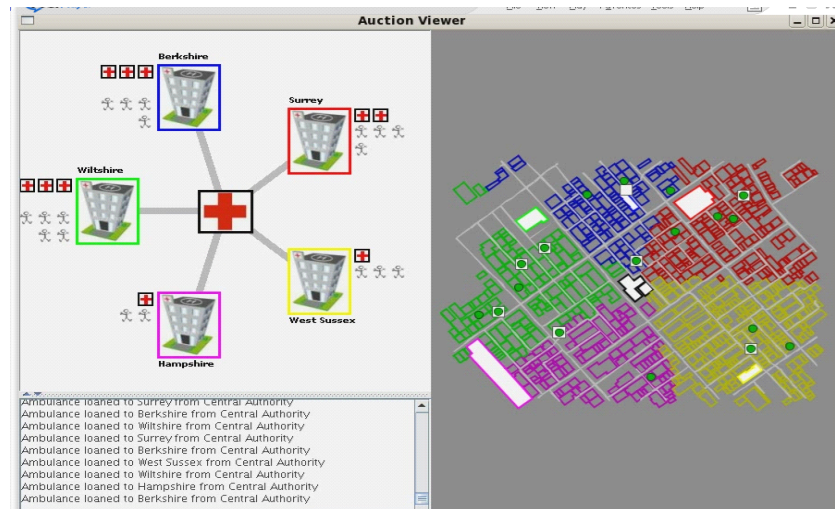 Auction Viewer
Berkshire
Surrey
Wiltshire
West Sussex
Hampshire
Ambulance loaned to Surrey from Central Authority
Ambulance loaned to Berkshire from Central Authority
Ambulance loaned to Wiltshire from Central Authority
Ambulance loaned to Surrey from Central Authority
Ambulance loaned to Berkshire from Central Authority
Ambulance loaned to West Sussex from Central Authority
Ambulance loaned to Wiltshire from Central Authority
Ambulance loaned to Hampshire from Central Authority
Ambulance loaned to Berkshire from Central Authority